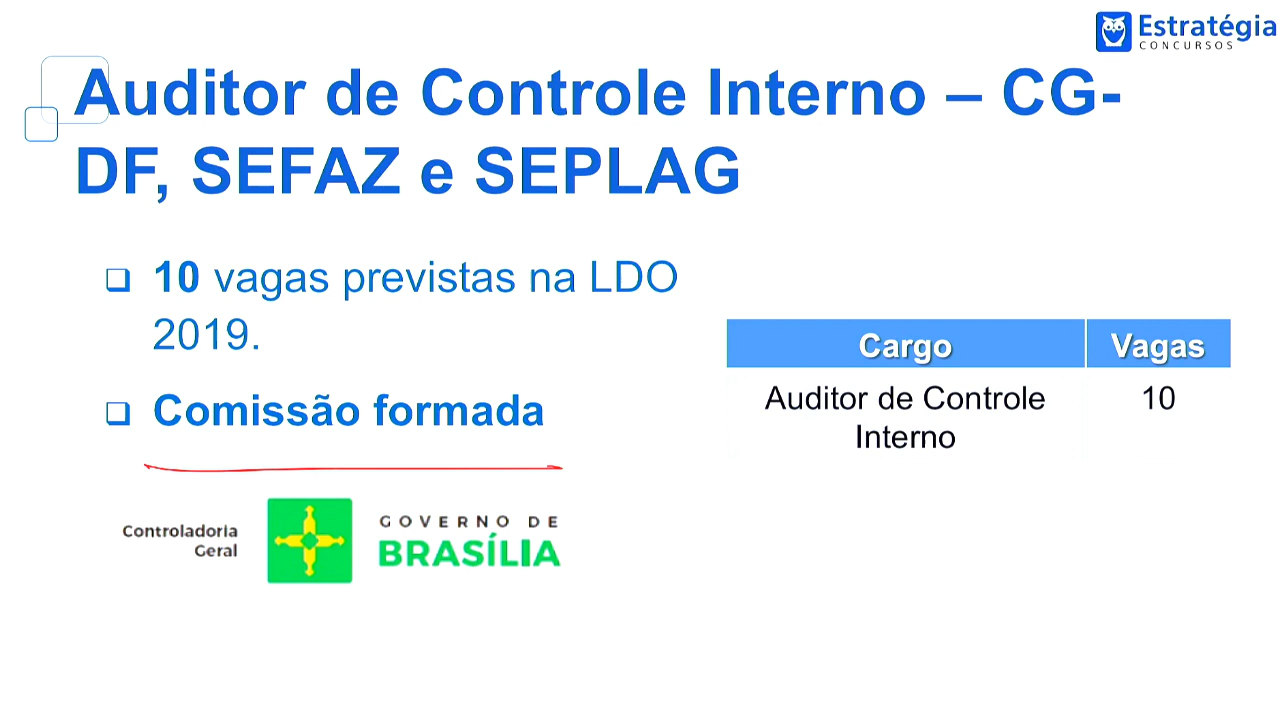 Estratégia
CONCURSOS
Auditor de Controle Interno – CG-
DF, SEFAZ e SEPLAG
10 vagas previstas na LDO
2019.
Comissão formada
Cargo Vagas
Auditor de Controle 10
Interno
Controladoria
Geral
GOVERNO DE
BRASÍLIA